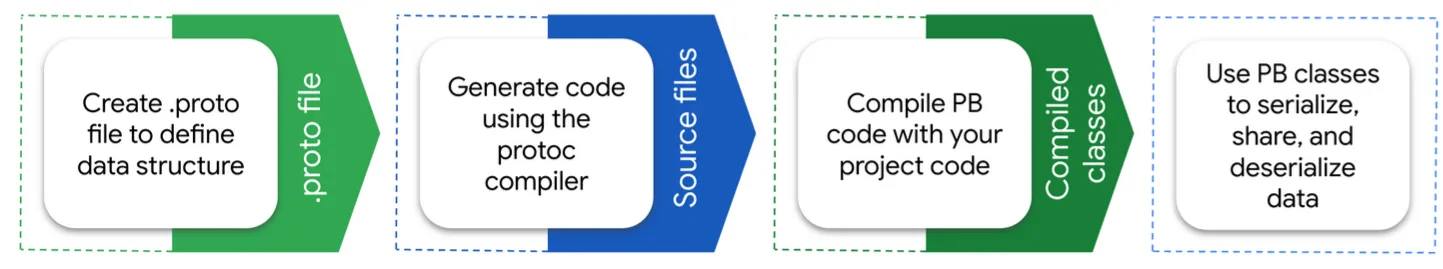 Create .proto
file to define
data structure
.proto file
Generate code
using the
protoc
compiler
Source files
Compile PB
code with your
project code
Compiled
classes
Use PB classes
to serialize,
share, and
deserialize
data